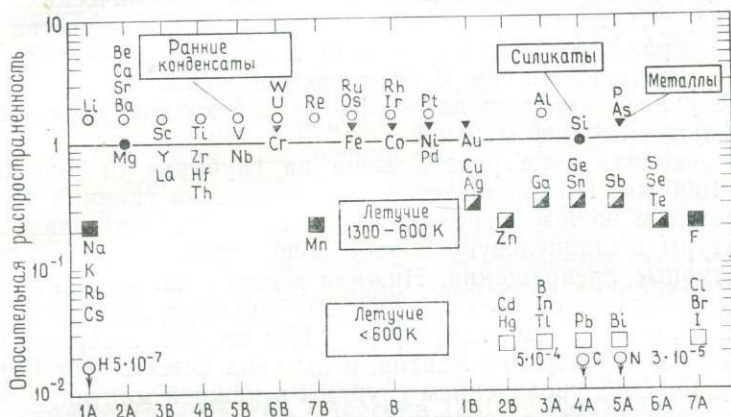 10
1
10⁻¹
10⁻²
Относительная распространенность
Ранние
конденсаты
Силикаты
Металлы
Летучие
1300–600 К
Летучие
<600 К
Li
Be
Ca
Sr
Ba
Mg
Sc
Y
La
Ti
Zr
Hf
Th
V
Nb
W
U
Cr
Re
Ru
Os
Fe
Rh
Ir
Co
Pt
Ni
Pd
Au
Cu
Ag
Al
Si
P
As
Na
K
Rb
Cs
Mn
Zn
Ga
Ge
Sn
Sb
S
Se
Te
F
Cd
Hg
B
In
Tl
Pb
Bi
Cl
Br
I
H 5·10⁻⁷
5·10⁻⁴
C
N
3·10⁻⁵
1A 2A 3B 4B 5B 6B 7B 1B 2B 3A 4A 5A 6A 7A